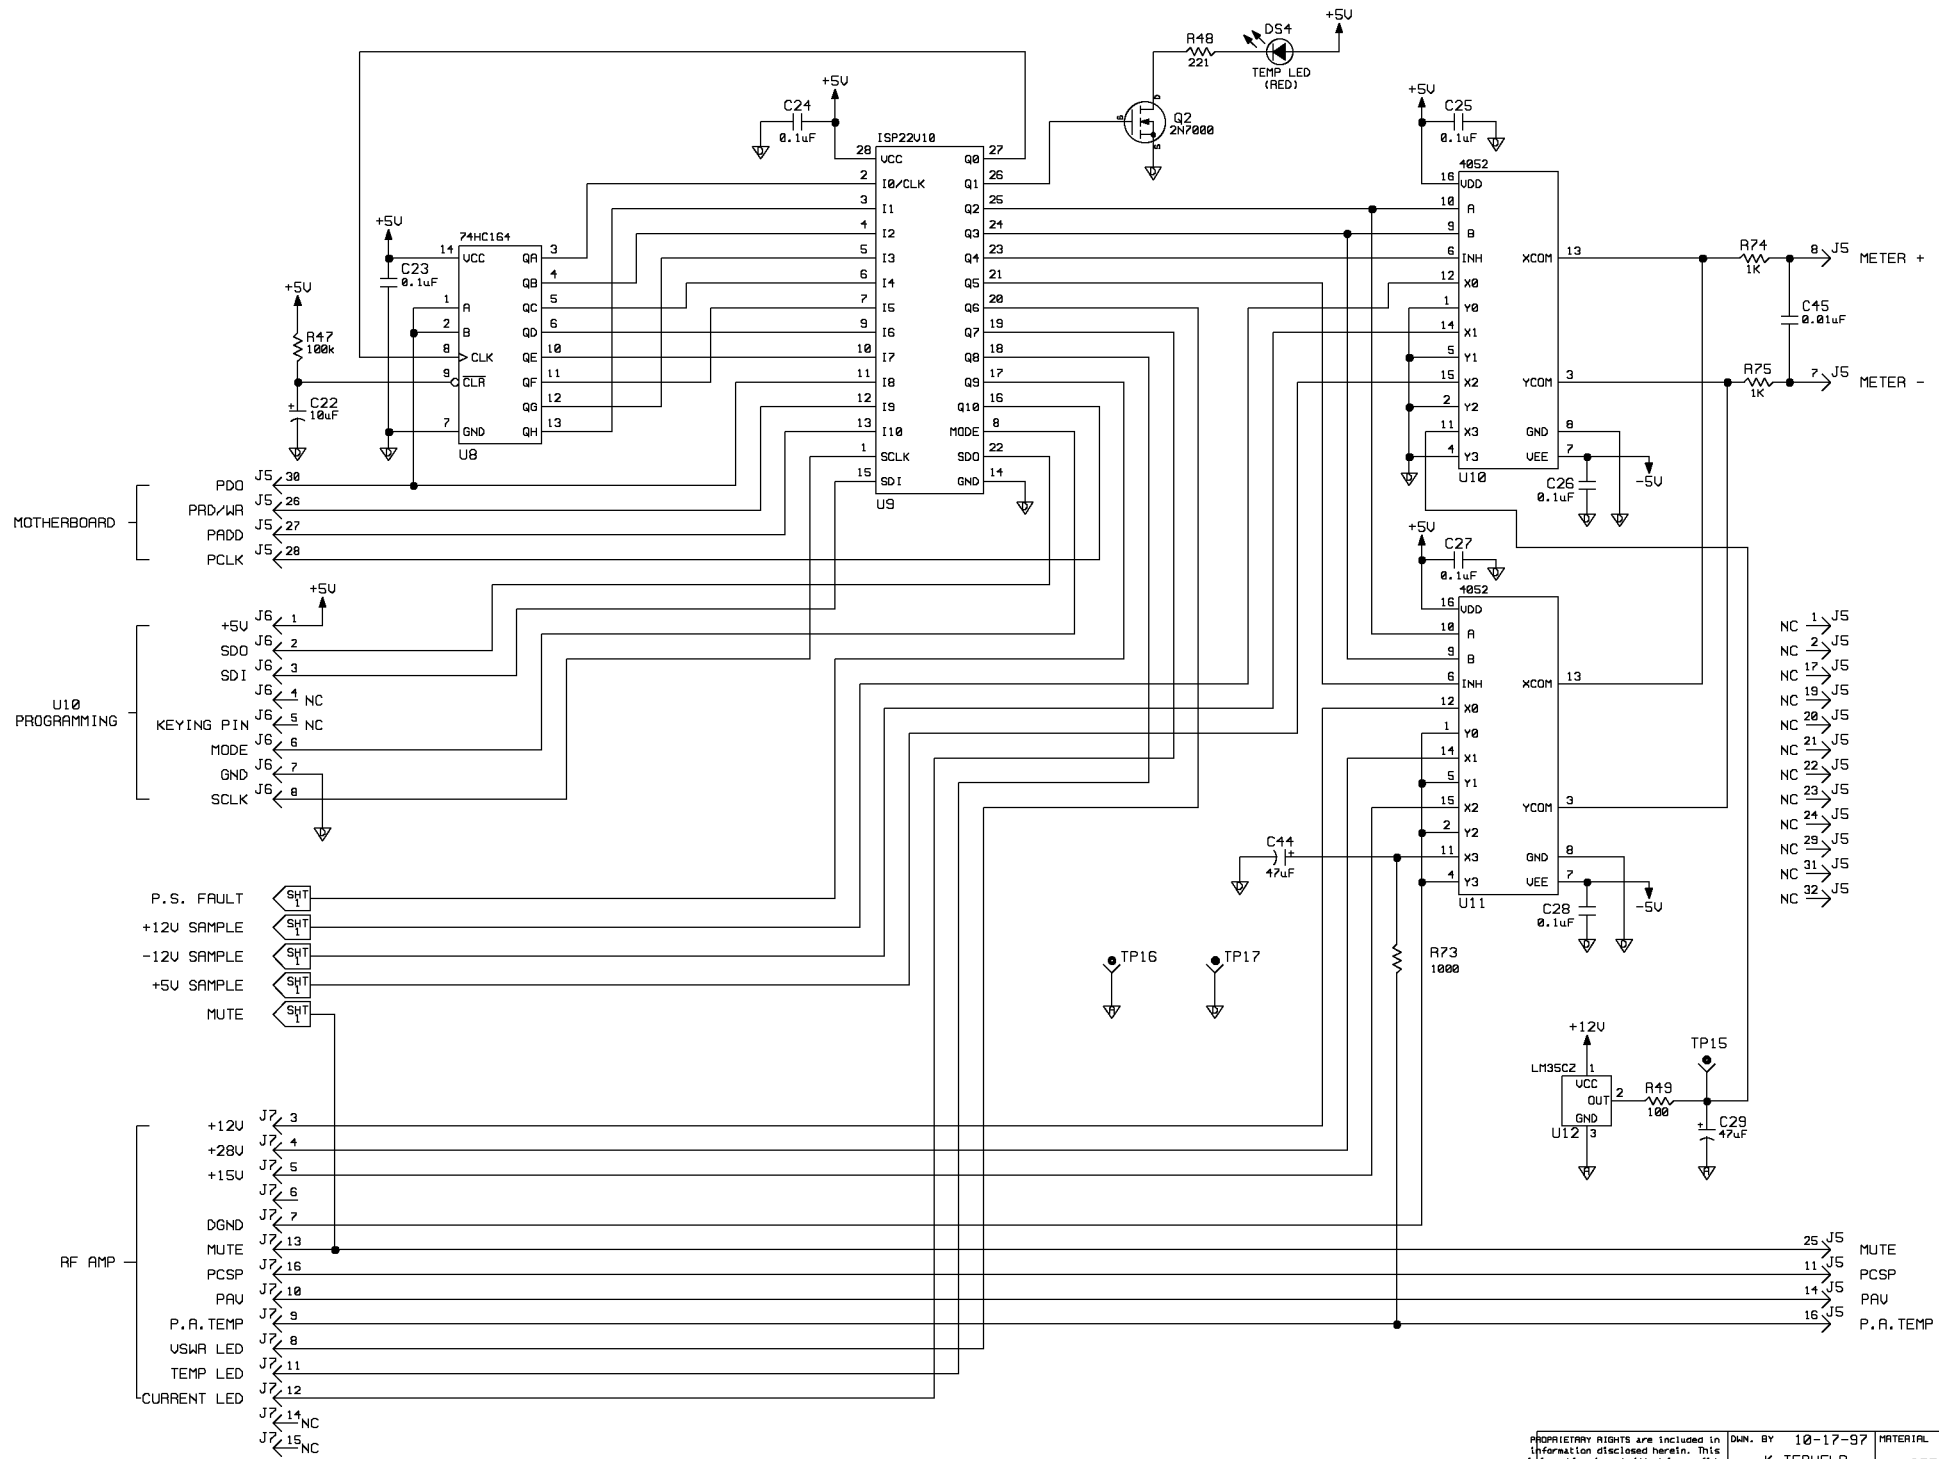 +5V
R48
221
DS4
TEMP LED
(RED)
+5V
C24
0.1uF
ISP22V10
D
G
S
Q2
2N7000
+5V
C25
0.1uF
4052
28 VCC Q0 27
2 I0/CLK Q1 26
3 I1 Q2 25
4 I2 Q3 24
5 I3 Q4 23
6 I4 Q5 21
7 I5 Q6 20
9 I6 Q7 19
10 I7 Q8 18
11 I8 Q9 17
12 I9 Q10 16
13 I10 MODE 8
1 SCLK SDO 22
15 SDI GND 14
U9
+5V
C23
0.1uF
74HC164
14 VCC QA 3
QB 4
1 A QC 5
2 B QD 6
8 CLK QE 10
9 CLR QF 11
QG 12
7 GND QH 13
U8
+5V
R47
100k
C22
10uF
16 VDD
10 A
9 B
6 INH XCOM 13
12 X0
1 Y0
14 X1
5 Y1
15 X2 YCOM 3
2 Y2
11 X3 GND 8
4 Y3 VEE 7
U10
R74
1K
8 J5 METER +
C45
0.01uF
R75
1K
7 J5 METER -
C26
0.1uF
-5V
MOTHERBOARD
PDO J5 30
PRD/WR J5 26
PADD J5 27
PCLK J5 28
+5V
C27
0.1uF
4052
16 VDD
10 A
9 B
6 INH XCOM 13
12 X0
1 Y0
14 X1
5 Y1
15 X2 YCOM 3
2 Y2
11 X3 GND 8
4 Y3 VEE 7
U11
C28
0.1uF
-5V
+5V
U10
PROGRAMMING
+5V J6 1
SDO J6 2
SDI J6 3
J6 4 NC
KEYING PIN J6 5 NC
MODE J6 6
GND J6 7
SCLK J6 8
NC 1 J5
NC 2 J5
NC 17 J5
NC 19 J5
NC 20 J5
NC 21 J5
NC 22 J5
NC 23 J5
NC 24 J5
NC 29 J5
NC 31 J5
NC 32 J5
C44
47uF
P.S. FAULT SHT 1
+12V SAMPLE SHT 1
-12V SAMPLE SHT 1
+5V SAMPLE SHT 1
MUTE SHT 1
TP16
TP17
R73
1000
+12V
LM35CZ
1
VCC
OUT 2
GND
U12 3
R49
100
TP15
C29
47uF
RF AMP
+12V J7 3
+28V J7 4
+15V J7 5
J7 6
DGND J7 7
MUTE J7 13
PCSP J7 16
PAV J7 10
P.A.TEMP J7 9
VSWR LED J7 8
TEMP LED J7 11
CURRENT LED J7 12
J7 14 NC
J7 15 NC
25 J5 MUTE
11 J5 PCSP
14 J5 PAV
16 J5 P.A.TEMP
PROPRIETARY RIGHTS are included in
information disclosed herein. This
DWN. BY 10-17-97
MATERIAL